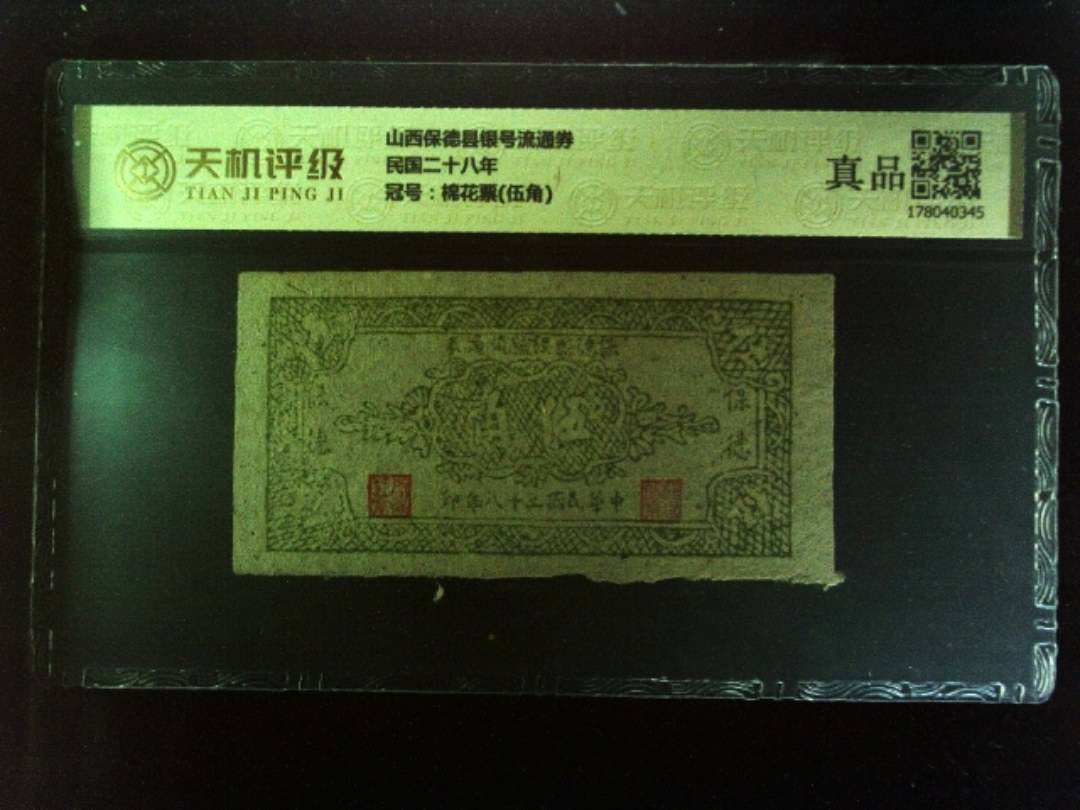 天机评级
TIAN JI PING JI
山西保德县银号流通券
民国二十八年
冠号：棉花票(伍角)
真品
178040345
保德
伍
中华民国二十八年印